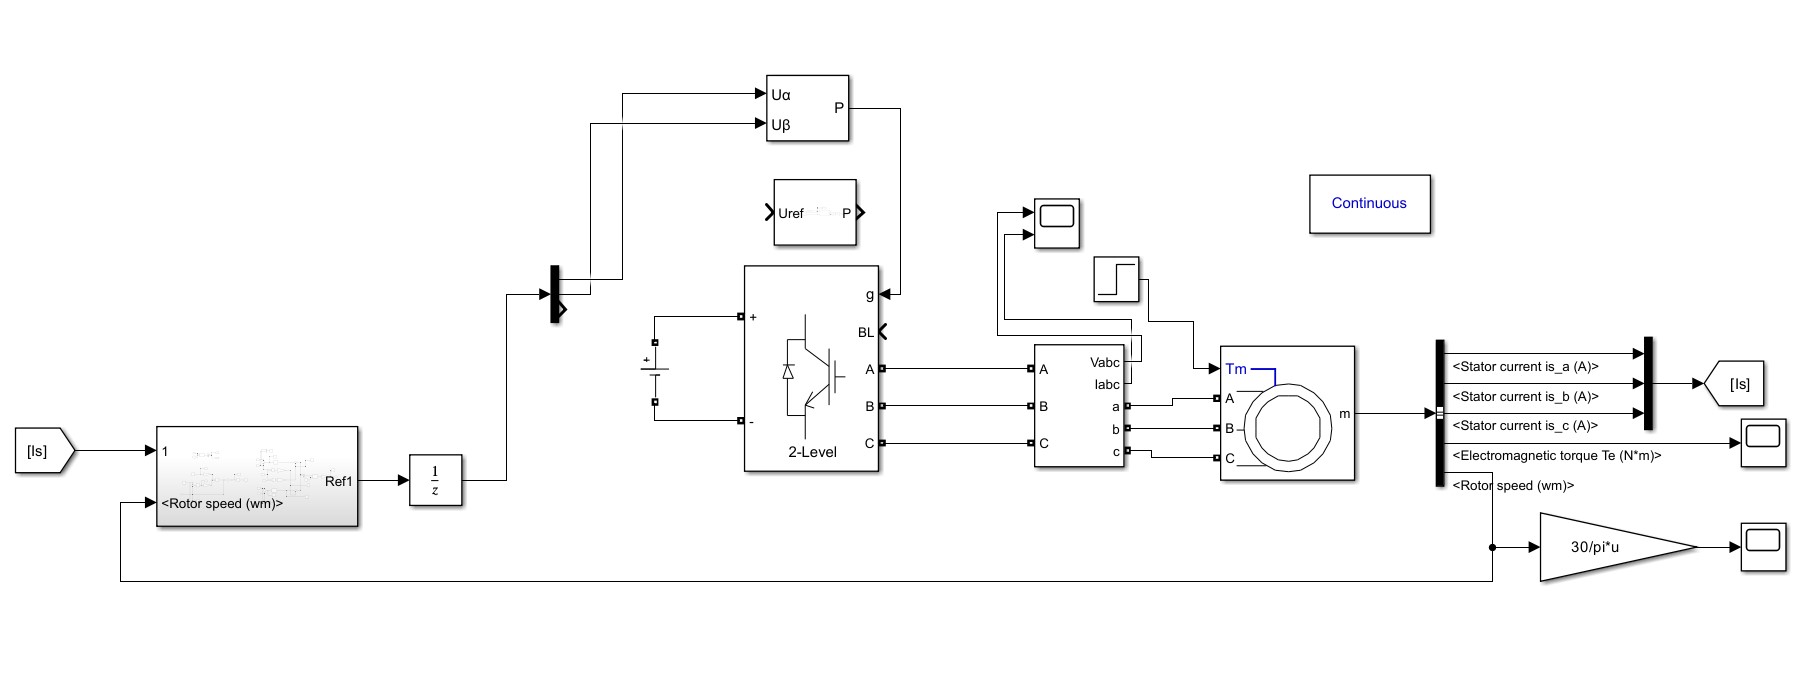 Uα
P
Uβ
Uref
P
Continuous
g
+
BL
2-Level
A
B
C
-
+
Vabc
Iabc
A
B
C
a
b
c
Tm
A
B
C
m
<Stator current is_a (A)>
<Stator current is_b (A)>
<Stator current is_c (A)>
<Electromagnetic torque Te (N*m)>
<Rotor speed (wm)>
[Is]
[Is]
1
Ref1
<Rotor speed (wm)>
1
z
30/pi*u